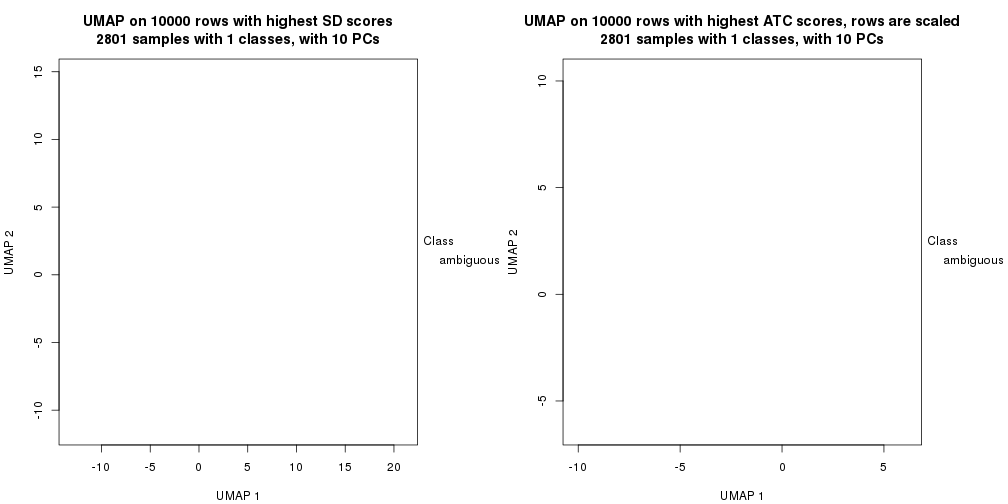 UMAP on 10000 rows with highest SD scores
2801 samples with 1 classes, with 10 PCs
15
10
5
0
-5
-10
UMAP 2
-10 -5 0 5 10 15 20
UMAP 1
Class
ambiguous
UMAP on 10000 rows with highest ATC scores, rows are scaled
2801 samples with 1 classes, with 10 PCs
10
5
0
-5
UMAP 2
-10 -5 0 5
UMAP 1
Class
ambiguous